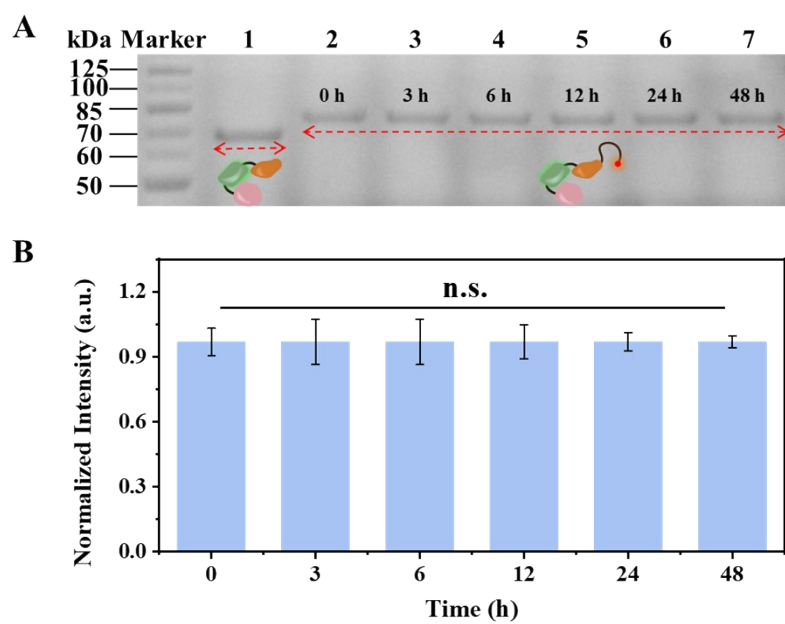 A
kDa Marker 1 2 3 4 5 6 7
125
100
85
70
60
50
0 h 3 h 6 h 12 h 24 h 48 h
B
n.s.
Normalized Intensity (a.u.)
1.2
0.9
0.6
0.3
0.0
0 3 6 12 24 48
Time (h)